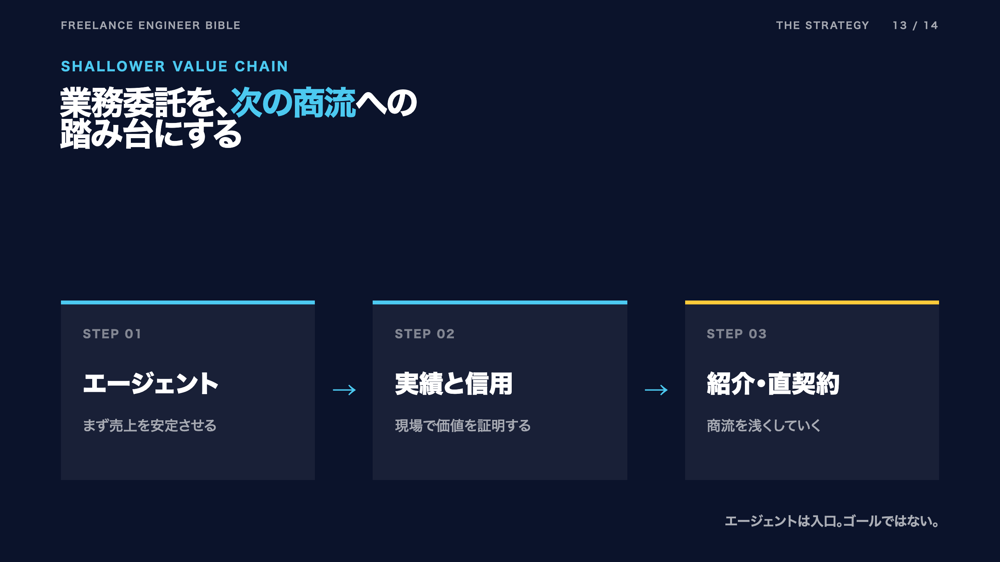 FREELANCE ENGINEER BIBLE
THE STRATEGY 13 / 14
SHALLOWER VALUE CHAIN
業務委託を、次の商流への
踏み台にする
STEP 01
エージェント
まず売上を安定させる
→
STEP 02
実績と信用
現場で価値を証明する
→
STEP 03
紹介・直契約
商流を浅くしていく
エージェントは入口。ゴールではない。